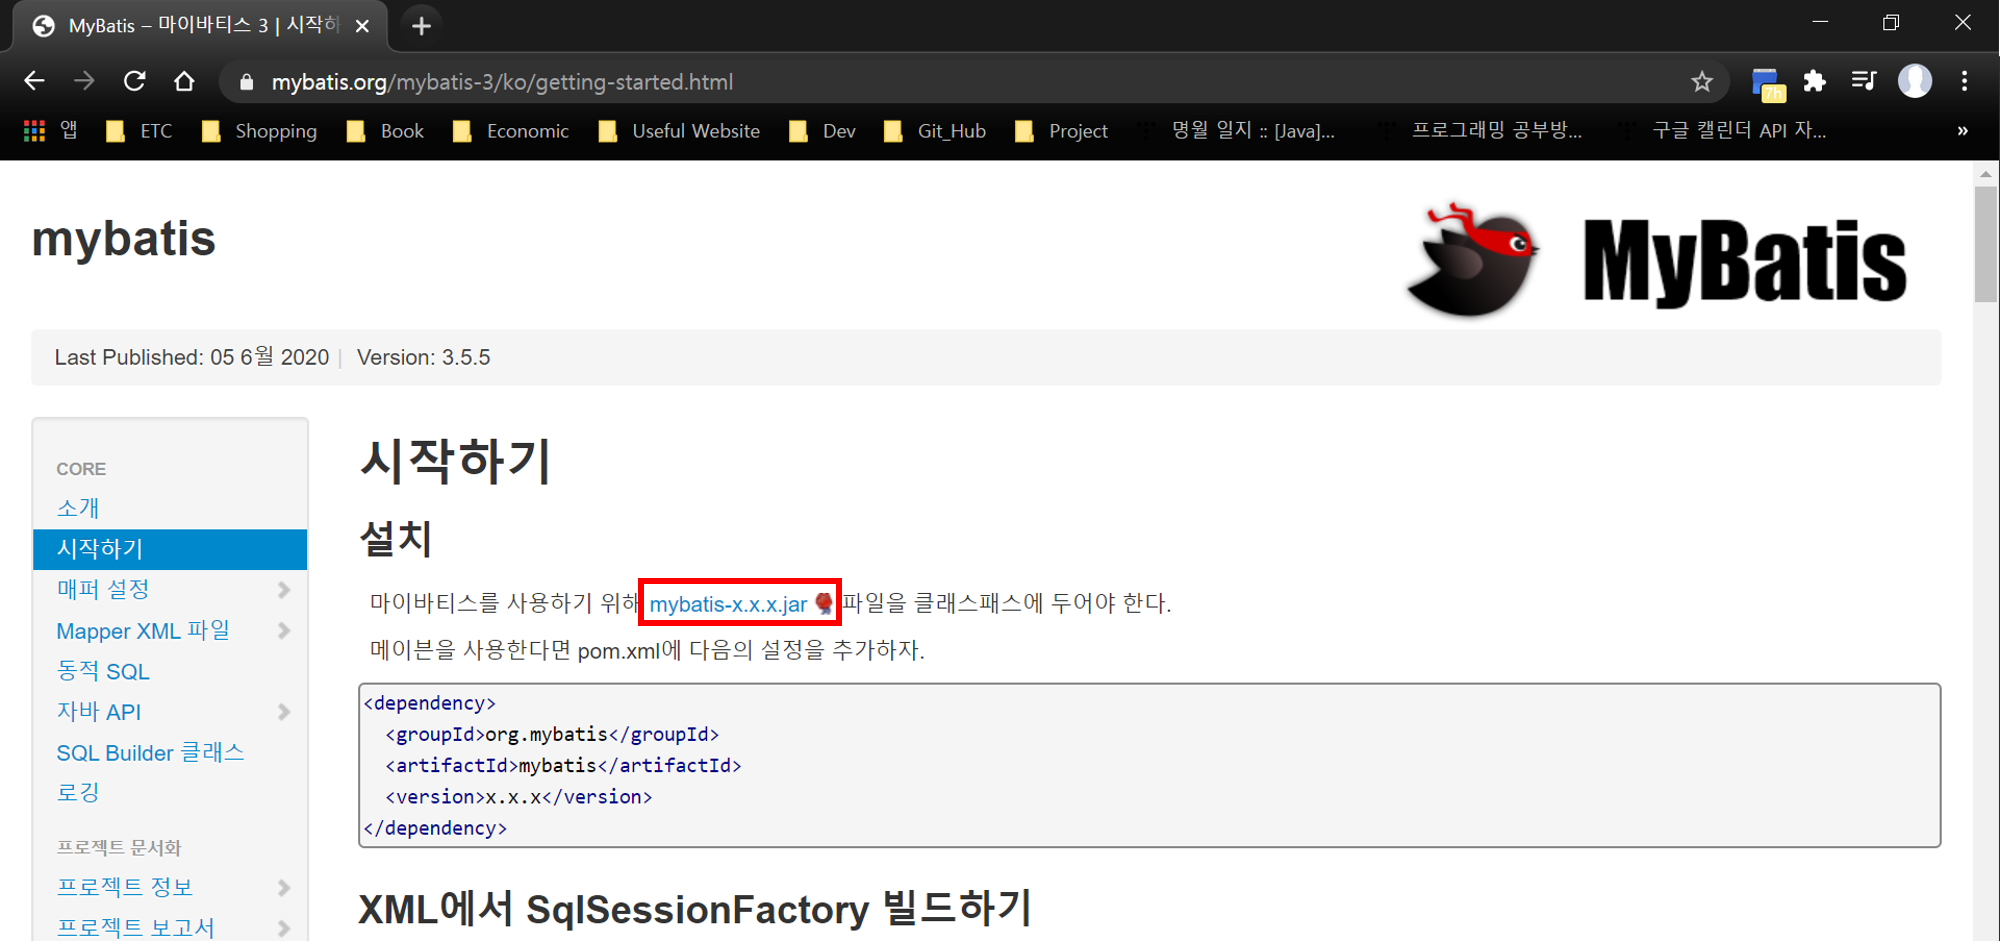 MyBatis – 마이바티스 3 | 시작하
mybatis.org/mybatis-3/ko/getting-started.html
7h
앱 ETC Shopping Book Economic Useful Website Dev Git_Hub Project 명월 일지 :: [Java]... 프로그래밍 공부방... 구글 캘린더 API 자... »
mybatis
MyBatis
Last Published: 05 6월 2020 | Version: 3.5.5
CORE
소개
시작하기
매퍼 설정
Mapper XML 파일
동적 SQL
자바 API
SQL Builder 클래스
로깅
프로젝트 문서화
프로젝트 정보
프로젝트 보고서
시작하기
설치
마이바티스를 사용하기 위해 mybatis-x.x.x.jar 파일을 클래스패스에 두어야 한다.
메이븐을 사용한다면 pom.xml에 다음의 설정을 추가하자.
<dependency>
<groupId>org.mybatis</groupId>
<artifactId>mybatis</artifactId>
<version>x.x.x</version>
</dependency>
XML에서 SqlSessionFactory 빌드하기